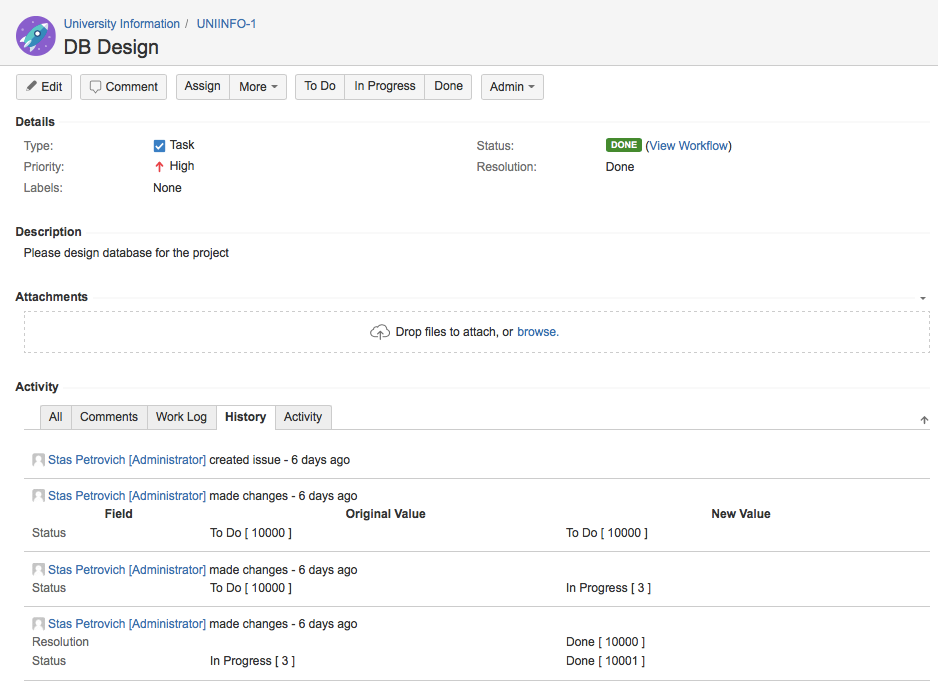 University Information / UNIINFO-1
DB Design
Edit Comment Assign More To Do In Progress Done Admin
Details
Type: Task Status: DONE (View Workflow)
Priority: High Resolution: Done
Labels: None
Description
Please design database for the project
Attachments
Drop files to attach, or browse.
Activity
All Comments Work Log History Activity
Stas Petrovich [Administrator] created issue - 6 days ago
Stas Petrovich [Administrator] made changes - 6 days ago
Field Original Value New Value
Status To Do [ 10000 ] To Do [ 10000 ]
Stas Petrovich [Administrator] made changes - 6 days ago
Status To Do [ 10000 ] In Progress [ 3 ]
Stas Petrovich [Administrator] made changes - 6 days ago
Resolution Done [ 10000 ]
Status In Progress [ 3 ] Done [ 10001 ]